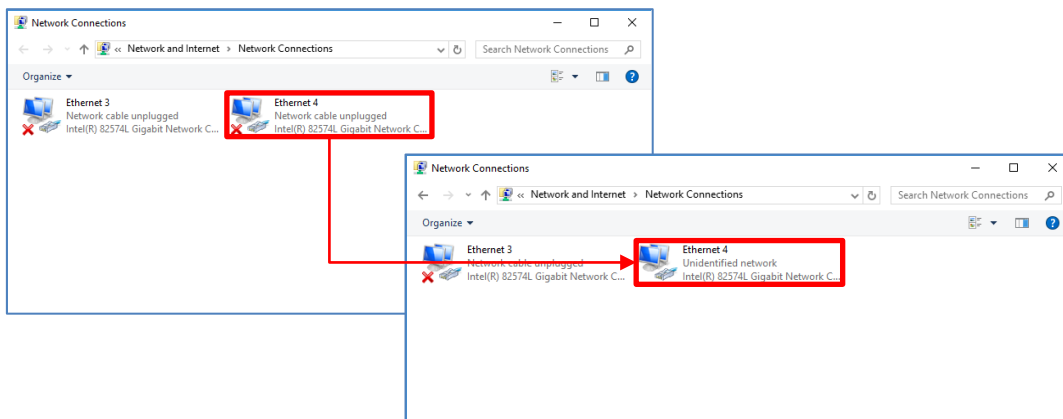 Network Connections
« Network and Internet > Network Connections
Search Network Connections
Organize
Ethernet 3
Network cable unplugged
Intel(R) 82574L Gigabit Network C...
Ethernet 4
Network cable unplugged
Intel(R) 82574L Gigabit Network C...
Network Connections
« Network and Internet > Network Connections
Search Network Connections
Organize
Ethernet 3
Network cable unplugged
Intel(R) 82574L Gigabit Network C...
Ethernet 4
Unidentified network
Intel(R) 82574L Gigabit Network C...